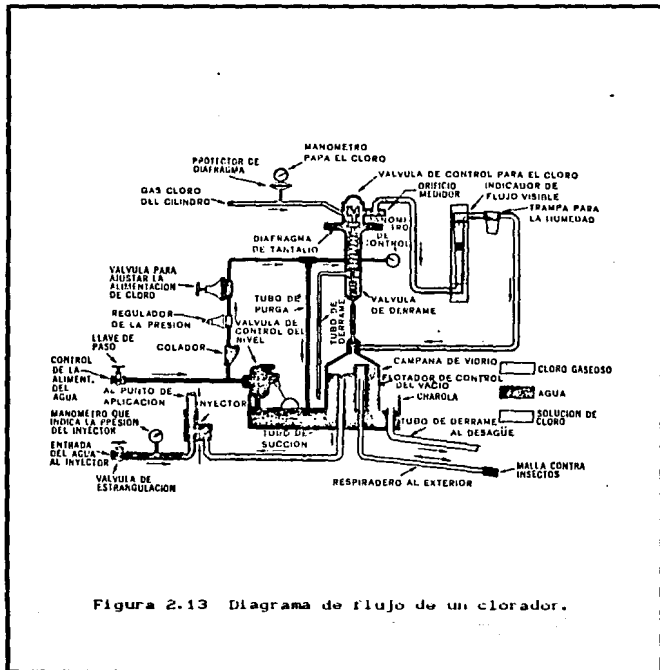 MANOMETRO
PAPA EL CLORO
PROTECTOR DE
DIAFRAGMA
VALVULA DE CONTROL PARA EL CLORO
ORIFICIO
MEDIDOR
INDICADOR DE
FLUJO VISIBLE
TRAMPA PARA
LA HUMEDAD
GAS CLORO
DEL CILINDRO
MANOME
TRO
DE
CONTROL
DIAFRAGMA
DE TANTALIO
VALVULA PARA
AJUSTAR LA
ALIMENTACION
DE CLORO
TUBO DE
PURGA
VALVULA
DE DERRAME
TUBO DE
DERRAME
REGULADOR
DE LA PRESION
VALVULA DE
CONTROL DEL
NIVEL
LLAVE DE
PASO
COLADOR
CONTROL
DE LA
ALIMENT.
DEL
AGUA
CAMPANA DE VIDRIO
FLOTADOR DE CONTROL
DEL VACIO
CHAROLA
CLORO GASEOSO
AGUA
SOLUCION DE
CLORO
AL PUNTO DE
APLICACION
INYECTOR
MANOMETRO QUE
INDICA LA PRESION
DEL INYECTOR
TUBO DE
SUCCION
TUBO DE DERRAME
AL DESAGÜE
ENTRADA
DEL AGUA
AL INYECTOR
VALVULA DE
ESTRANGULACION
RESPIRADERO AL EXTERIOR
MALLA CONTRA
INSECTOS
Figura 2.13 Diagrama de flujo de un clorador.